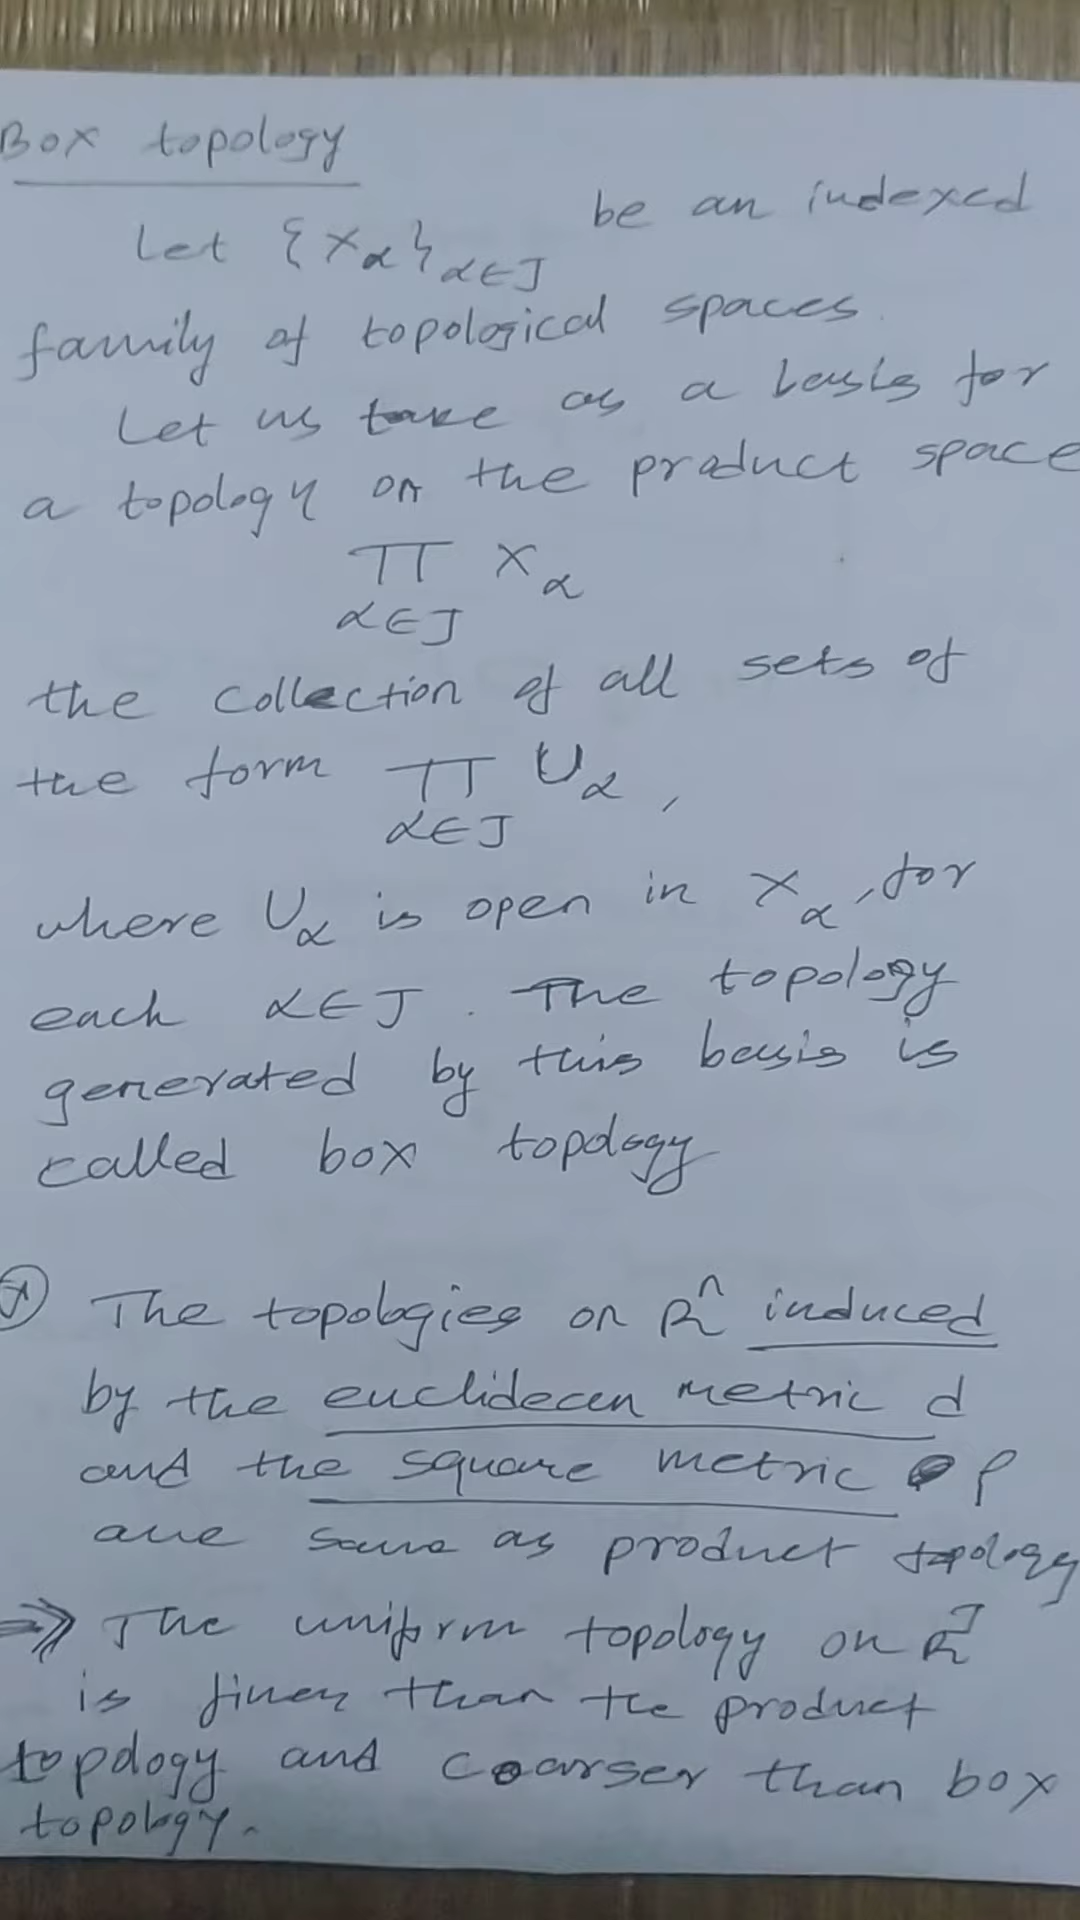 Box topology
Let {Xα}α∈J be an indexed
family of topological spaces.
Let us take as a basis for
a topology on the product space
∏ Xα
α∈J
the collection of all sets of
the form ∏ Uα,
α∈J
where Uα is open in Xα, for
each α∈J. The topology
generated by this basis is
called box topology
The topologies on Rⁿ induced
by the euclidean metric d
and the square metric ρ
are same as product topology
⇒ The uniform topology on Rᴶ
is finer than the product
topology and coarser than box
topology.